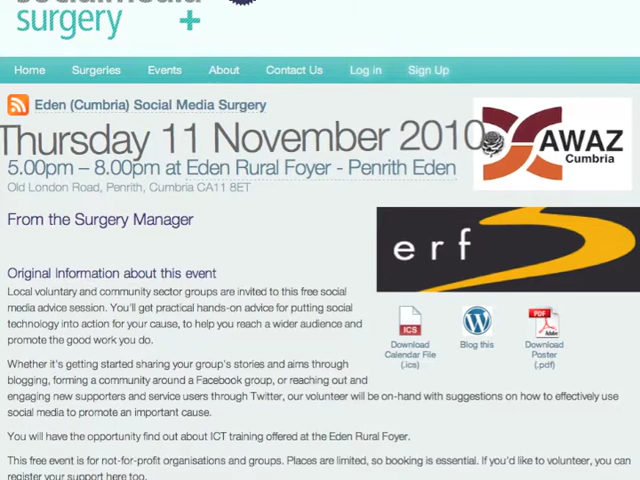 socialmedia
surgery +
Home Surgeries Events About Contact Us Log in Sign Up
Eden (Cumbria) Social Media Surgery
Thursday 11 November 2010
5.00pm – 8.00pm at Eden Rural Foyer - Penrith Eden
Old London Road, Penrith, Cumbria CA11 8ET
AWAZ
Cumbria
From the Surgery Manager
erf
Original Information about this event
Local voluntary and community sector groups are invited to this free social
media advice session. You'll get practical hands-on advice for putting social
technology into action for your cause, to help you reach a wider audience and
promote the good work you do.
ICS
Download
Calendar File
(.ics)
Blog this
PDF
Adobe
Download
Poster
(.pdf)
Whether it's getting started sharing your group's stories and aims through
blogging, forming a community around a Facebook group, or reaching out and
engaging new supporters and service users through Twitter, our volunteer will be on-hand with suggestions on how to effectively use
social media to promote an important cause.
You will have the opportunity find out about ICT training offered at the Eden Rural Foyer.
This free event is for not-for-profit organisations and groups. Places are limited, so booking is essential. If you'd like to volunteer, you can
register your support here too.